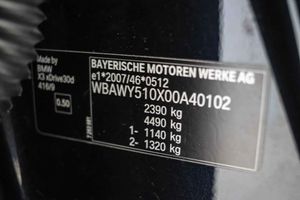 Made by
BMW
X3 xDrive30d
416/9
0.50
BAYERISCHE MOTOREN WERKE AG
e1*2007/46*0512
WBAWY510X00A40102
2390 kg
4490 kg
1- 1140 kg
2- 1320 kg